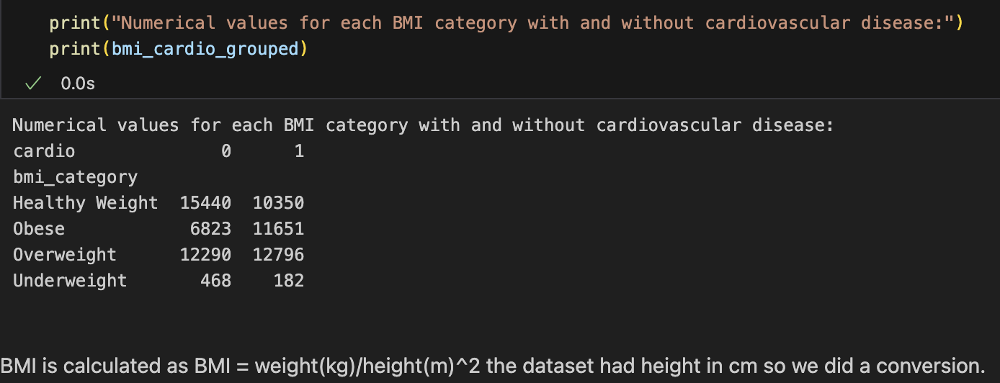 print("Numerical values for each BMI category with and without cardiovascular disease:")
print(bmi_cardio_grouped)
0.0s
Numerical values for each BMI category with and without cardiovascular disease:
cardio 0 1
bmi_category
Healthy Weight 15440 10350
Obese 6823 11651
Overweight 12290 12796
Underweight 468 182
BMI is calculated as BMI = weight(kg)/height(m)^2 the dataset had height in cm so we did a conversion.